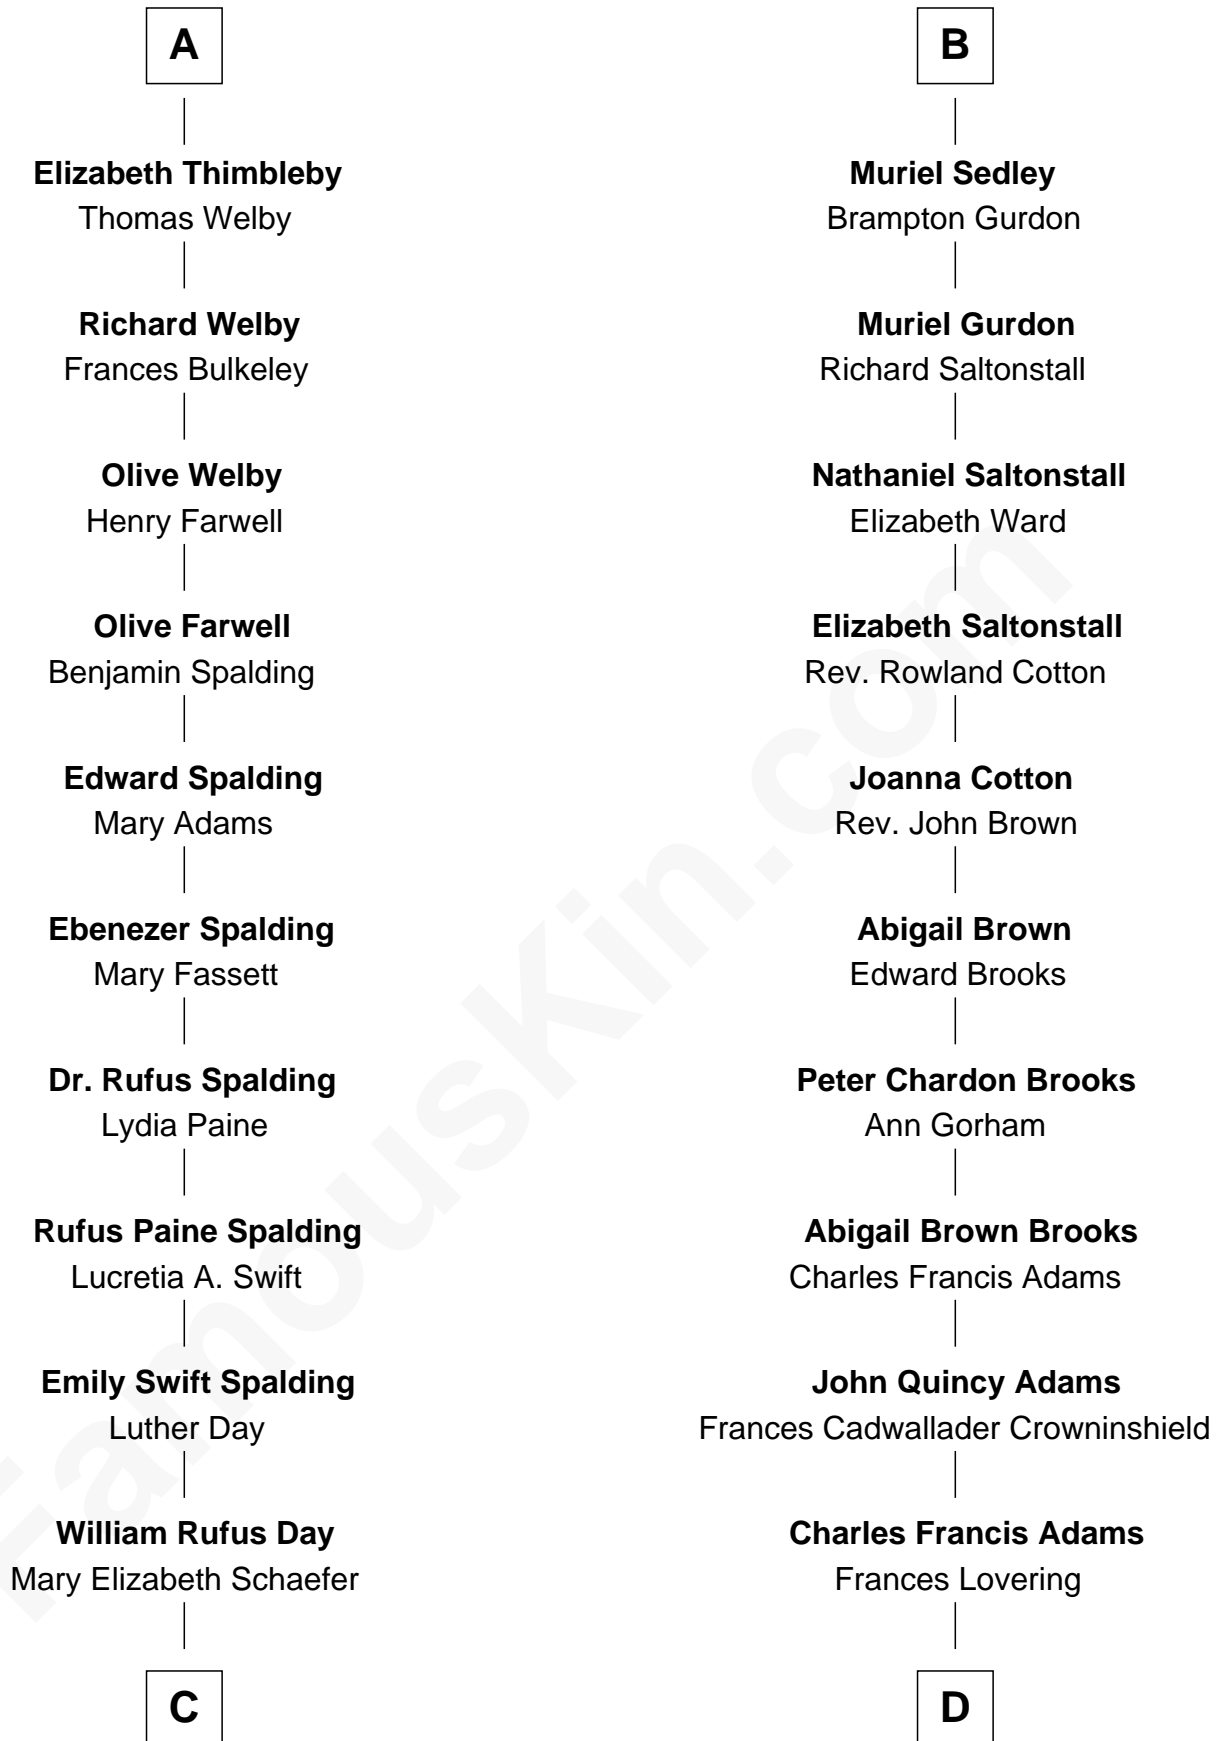 A
Elizabeth Thimbleby
Thomas Welby
Richard Welby
Frances Bulkeley
Olive Welby
Henry Farwell
Olive Farwell
Benjamin Spalding
Edward Spalding
Mary Adams
Ebenezer Spalding
Mary Fassett
Dr. Rufus Spalding
Lydia Paine
Rufus Paine Spalding
Lucretia A. Swift
Emily Swift Spalding
Luther Day
William Rufus Day
Mary Elizabeth Schaefer
C
B
Muriel Sedley
Brampton Gurdon
Muriel Gurdon
Richard Saltonstall
Nathaniel Saltonstall
Elizabeth Ward
Elizabeth Saltonstall
Rev. Rowland Cotton
Joanna Cotton
Rev. John Brown
Abigail Brown
Edward Brooks
Peter Chardon Brooks
Ann Gorham
Abigail Brown Brooks
Charles Francis Adams
John Quincy Adams
Frances Cadwallader Crowninshield
Charles Francis Adams
Frances Lovering
D
FamousKin.com